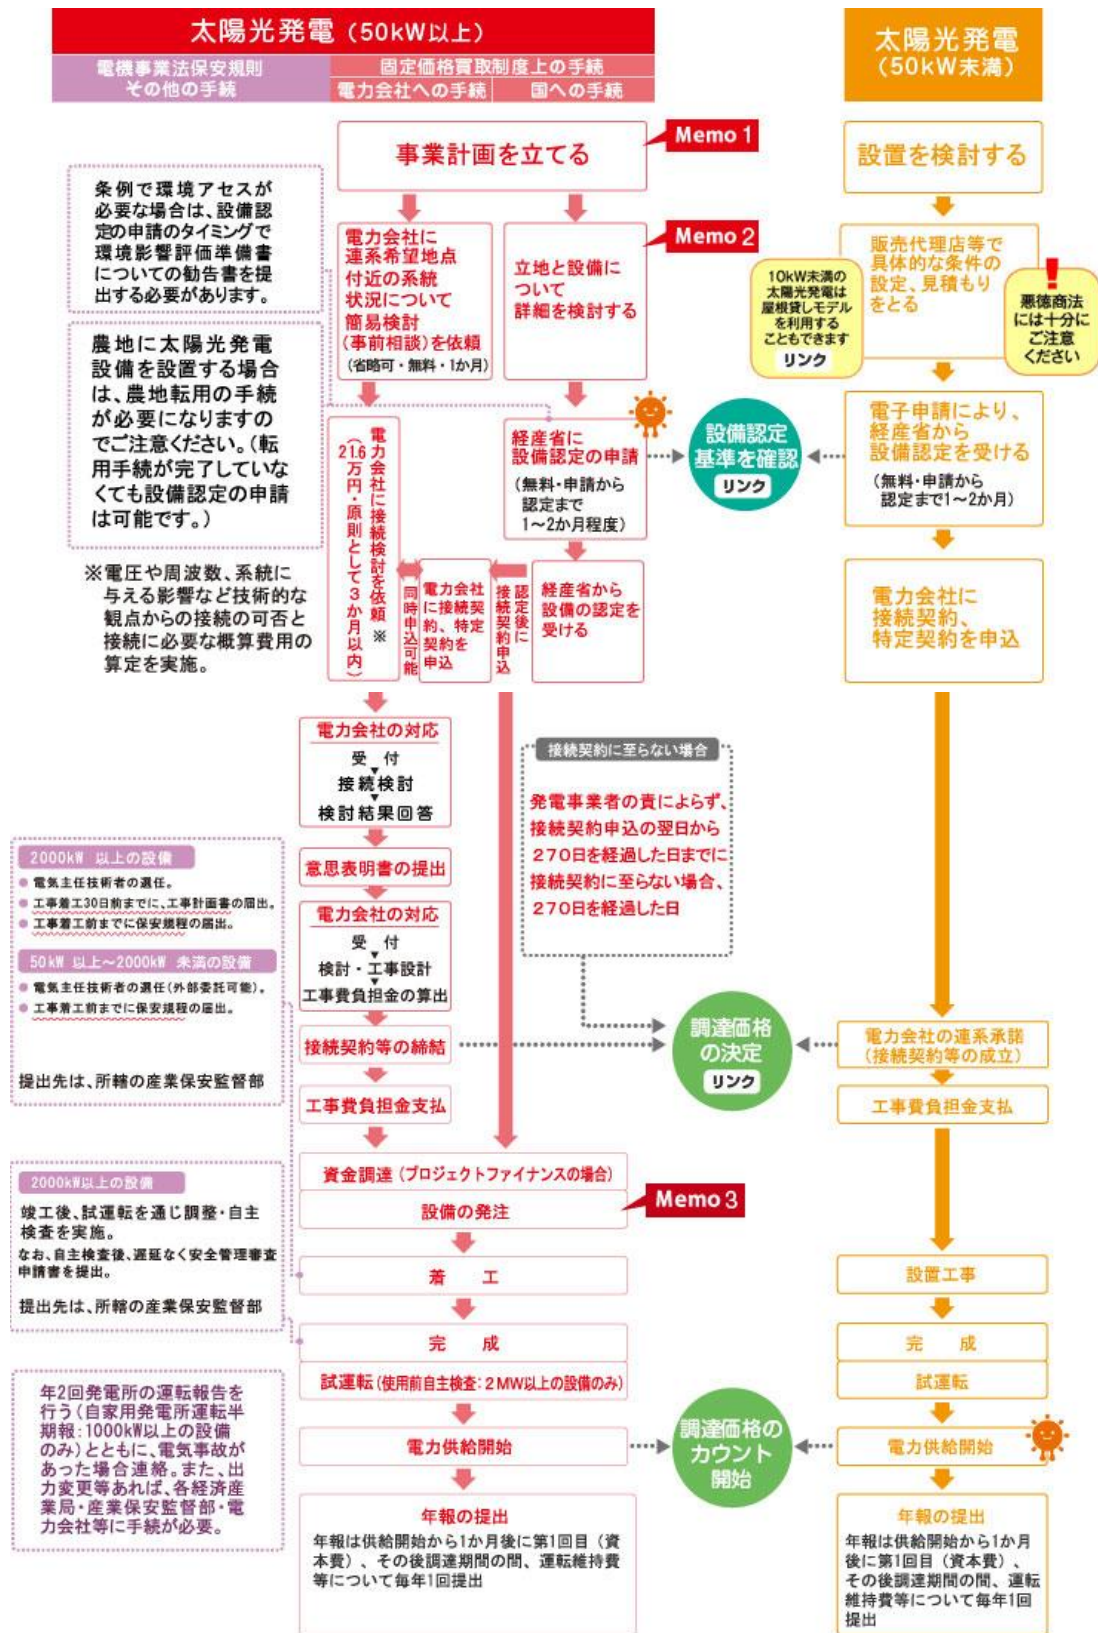 太陽光発電（50kW以上）
電機事業法保安規則
その他の手続
固定価格買取制度上の手続
電力会社への手続
国への手続
太陽光発電
（50kW未満）
事業計画を立てる
Memo 1
設置を検討する
条例で環境アセスが
必要な場合は、設備認
定の申請のタイミングで
環境影響評価準備書
についての勧告書を提
出する必要があります。
電力会社に
連系希望地点
付近の系統
状況について
簡易検討
（事前相談）を依頼
（省略可・無料・1か月）
Memo 2
立地と設備に
ついて
詳細を検討する
販売代理店等で
具体的な条件の
設定、見積もり
をとる
10kW未満の
太陽光発電は
屋根貸しモデル
を利用する
こともできます
リンク
!
悪徳商法
には十分に
ご注意
ください
農地に太陽光発電
設備を設置する場合
は、農地転用の手続
が必要になりますの
でご注意ください。（転
用手続が完了していな
くても設備認定の申請
は可能です。）
※電圧や周波数、系統に
与える影響など技術的な
観点からの接続の可否と
接続に必要な概算費用の
算定を実施。
電力会社に接続検討を依頼 ※
（21.6万円・原則として3か月以内）
経産省に
設備認定の申請
（無料・申請から
認定まで
1～2か月程度）
設備認定
基準を確認
リンク
電子申請により、
経産省から
設備認定を受ける
（無料・申請から
認定まで1～2か月）
同時申込可能
電力会社
に接続契
約、特定
契約を
申込
認定後に
接続契約申込
経産省から
設備の認定を
受ける
電力会社に
接続契約、
特定契約を申込
電力会社の対応
受　付
接続検討
検討結果回答
意思表明書の提出
電力会社の対応
受　付
検討・工事設計
工事費負担金の算出
接続契約等の締結
工事費負担金支払
接続契約に至らない場合
発電事業者の責によらず、
接続契約申込の翌日から
270日を経過した日までに
接続契約に至らない場合、
270日を経過した日
2000kW 以上の設備
● 電気主任技術者の選任。
● 工事着工30日前までに、工事計画書の届出。
● 工事着工前までに保安規程の届出。
50kW 以上～2000kW 未満の設備
● 電気主任技術者の選任（外部委託可能）。
● 工事着工前までに保安規程の届出。
提出先は、所轄の産業保安監督部
調達価格
の決定
リンク
電力会社の連系承諾
（接続契約等の成立）
工事費負担金支払
資金調達（プロジェクトファイナンスの場合）
設備の発注
Memo 3
2000kW以上の設備
竣工後、試運転を通じ調整・自主
検査を実施。
なお、自主検査後、遅延なく安全管理審査
申請書を提出。
提出先は、所轄の産業保安監督部
着　工
設置工事
完　成
完　成
試運転（使用前自主検査：2MW以上の設備のみ）
試運転
年2回発電所の運転報告を
行う（自家用発電所運転半
期報：1000kW以上の設備
のみ）とともに、電気事故が
あった場合連絡。また、出
力変更等あれば、各経済産
業局・産業保安監督部・電
力会社等に手続が必要。
電力供給開始
調達価格の
カウント
開始
電力供給開始
年報の提出
年報は供給開始から1か月後に第1回目（資
本費）、その後調達期間の間、運転維持費
等について毎年1回提出
年報の提出
年報は供給開始から1か月
後に第1回目（資本費）、
その後調達期間の間、運転
維持費等について毎年1回
提出